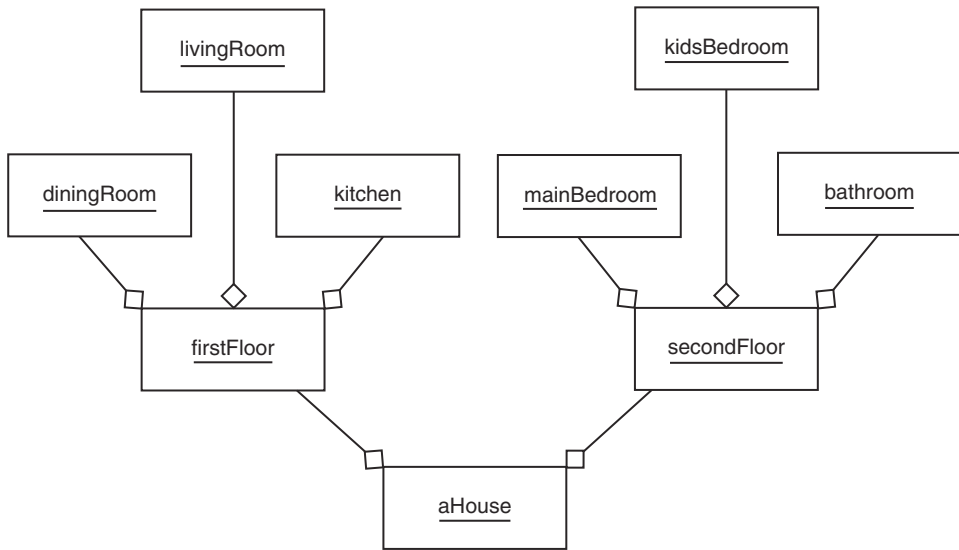 livingRoom
kidsBedroom
diningRoom
kitchen
mainBedroom
bathroom
firstFloor
secondFloor
aHouse